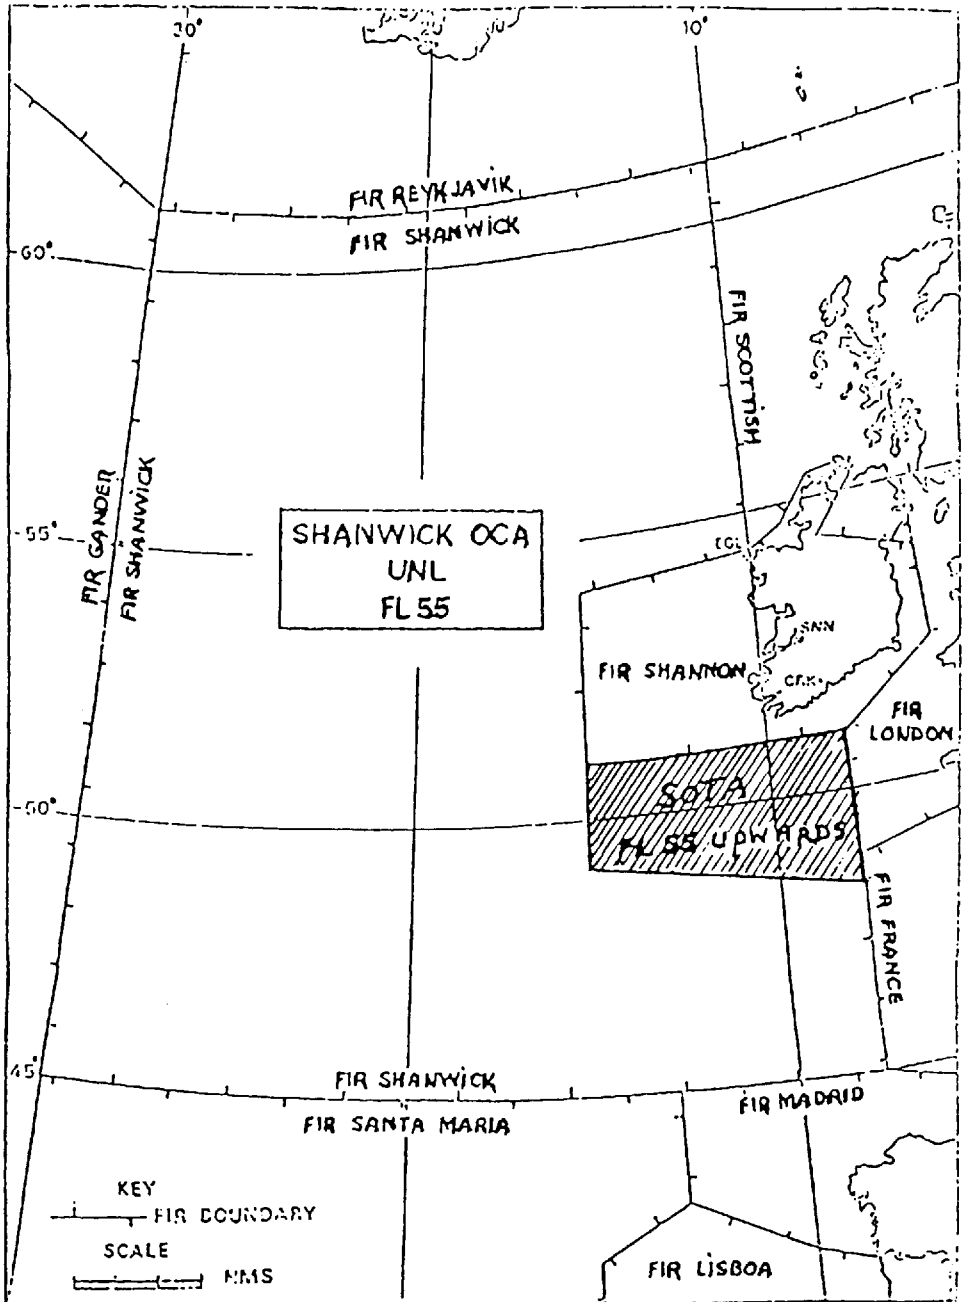 30°
10°
FIR REYKJAVIK
FIR SHANWICK
60°
FIR SCOTTISH
FIR GANDER
FIR SHANWICK
55°
SHANWICK OCA
UNL
FL 55
SNN
FIR SHANNON
CRK
FIR
LONDON
50°
SOTA
FL 55 UPWARDS
FIR FRANCE
45°
FIR SHANWICK
FIR SANTA MARIA
FIR MADRID
KEY
FIR BOUNDARY
SCALE
NMS
FIR LISBOA